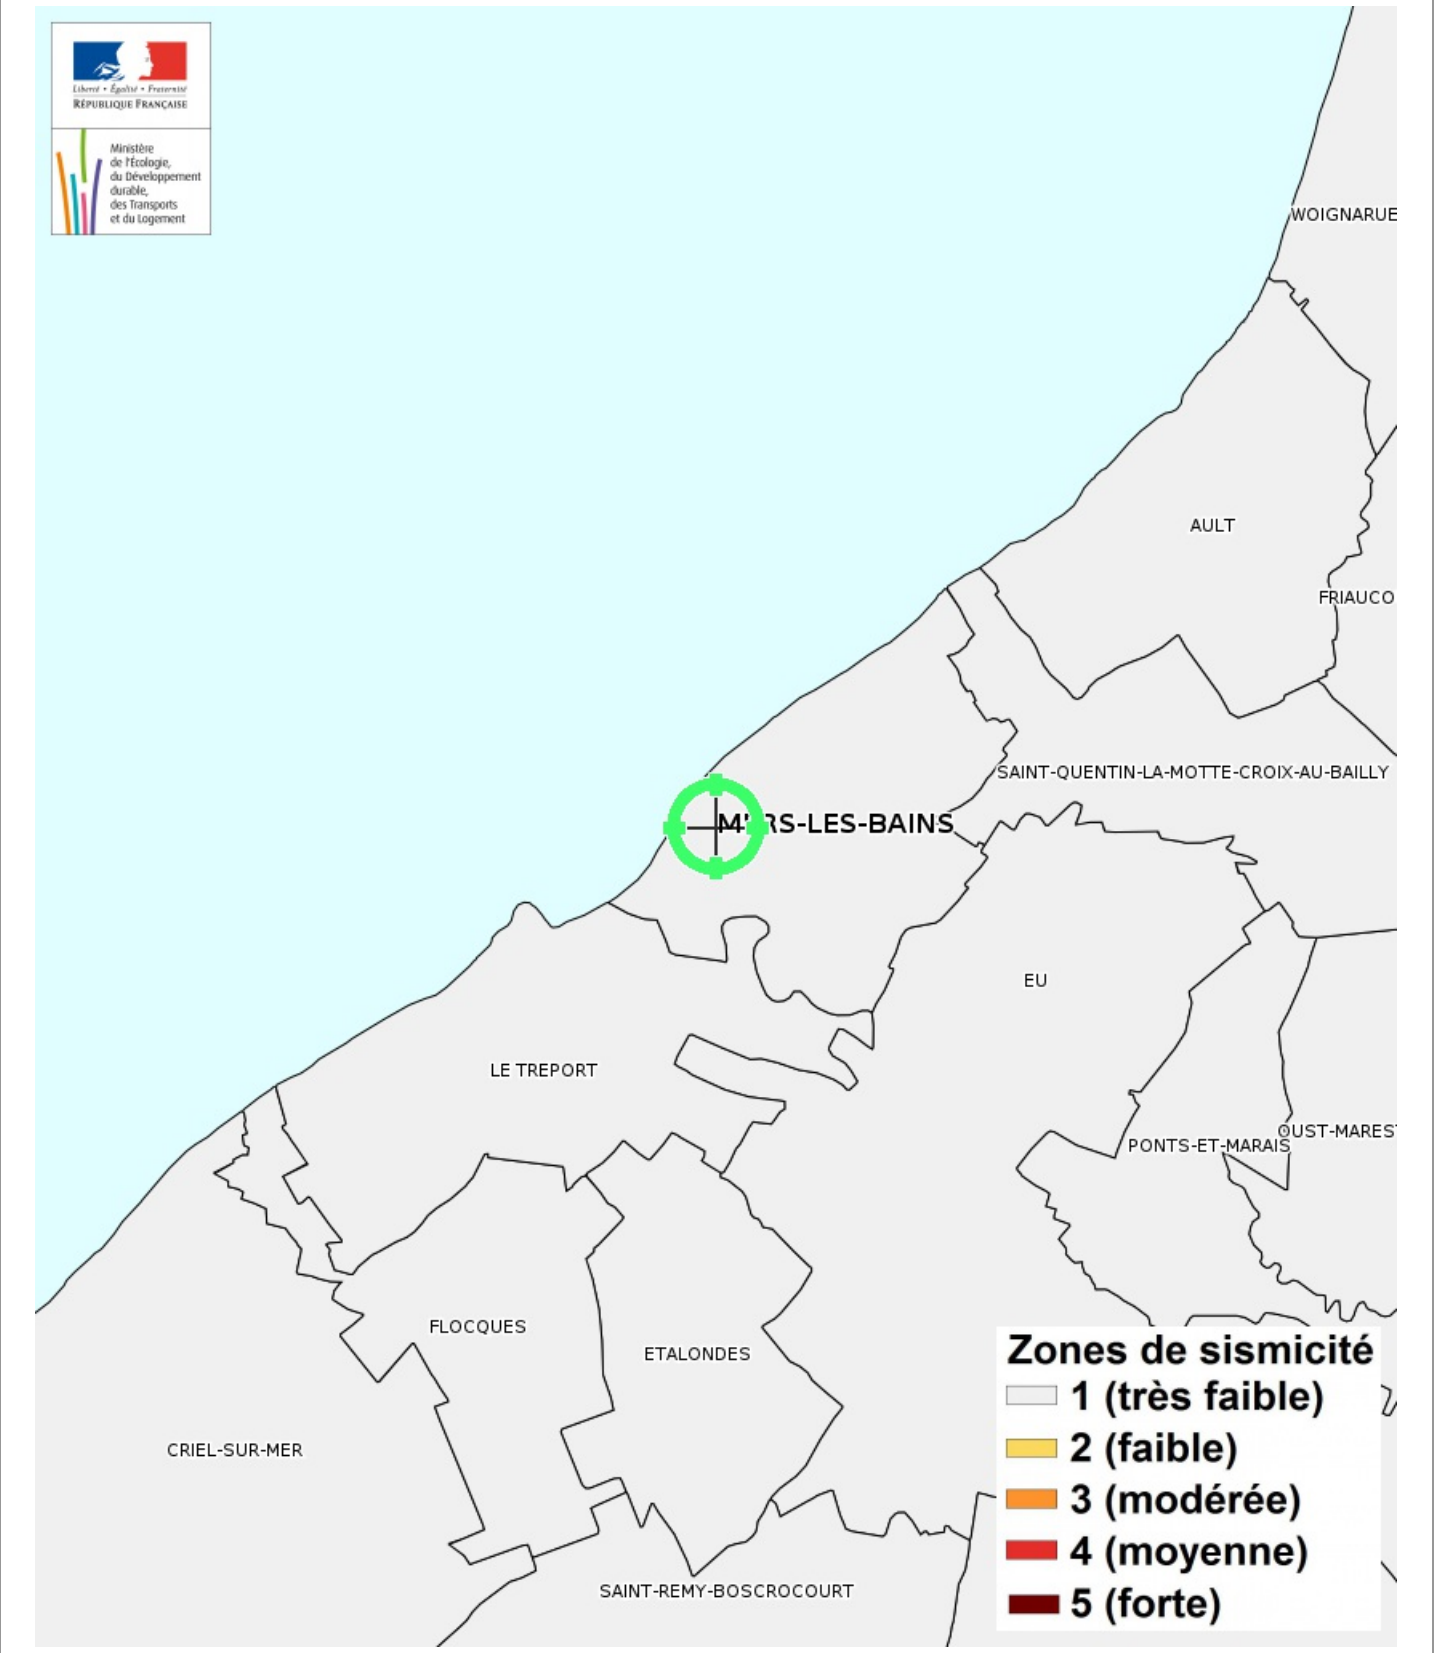 Liberté • Égalité • Fraternité
RÉPUBLIQUE FRANÇAISE
Ministère
de l'Écologie,
du Développement
durable,
des Transports
et du Logement
WOIGNARUE
AULT
FRIAUCO
SAINT-QUENTIN-LA-MOTTE-CROIX-AU-BAILLY
MERS-LES-BAINS
EU
LE TREPORT
OUST-MAREST
PONTS-ET-MARAIS
FLOCQUES
ETALONDES
CRIEL-SUR-MER
SAINT-REMY-BOSCROCOURT
Zones de sismicité
1 (très faible)
2 (faible)
3 (modérée)
4 (moyenne)
5 (forte)